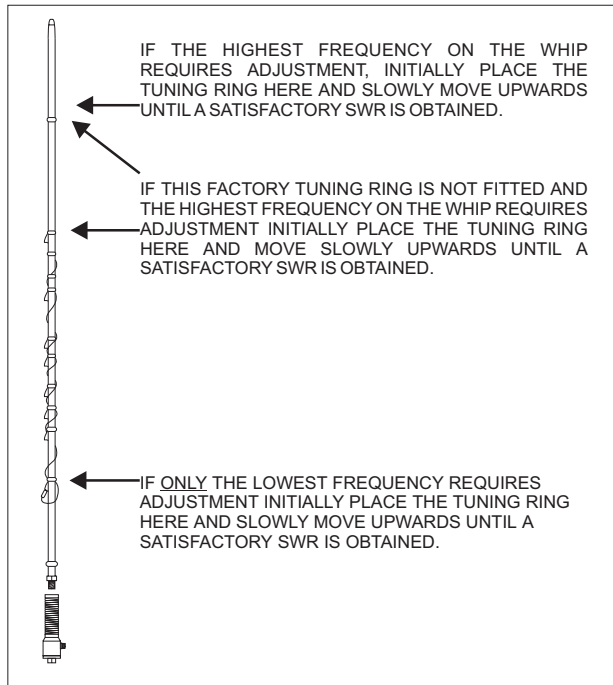 IF THE HIGHEST FREQUENCY ON THE WHIP
REQUIRES ADJUSTMENT, INITIALLY PLACE THE
TUNING RING HERE AND SLOWLY MOVE UPWARDS
UNTIL A SATISFACTORY SWR IS OBTAINED.
IF THIS FACTORY TUNING RING IS NOT FITTED AND
THE HIGHEST FREQUENCY ON THE WHIP REQUIRES
ADJUSTMENT INITIALLY PLACE THE TUNING RING
HERE AND MOVE SLOWLY UPWARDS UNTIL A
SATISFACTORY SWR IS OBTAINED.
IF ONLY THE LOWEST FREQUENCY REQUIRES
ADJUSTMENT INITIALLY PLACE THE TUNING RING
HERE AND SLOWLY MOVE UPWARDS UNTIL A
SATISFACTORY SWR IS OBTAINED.